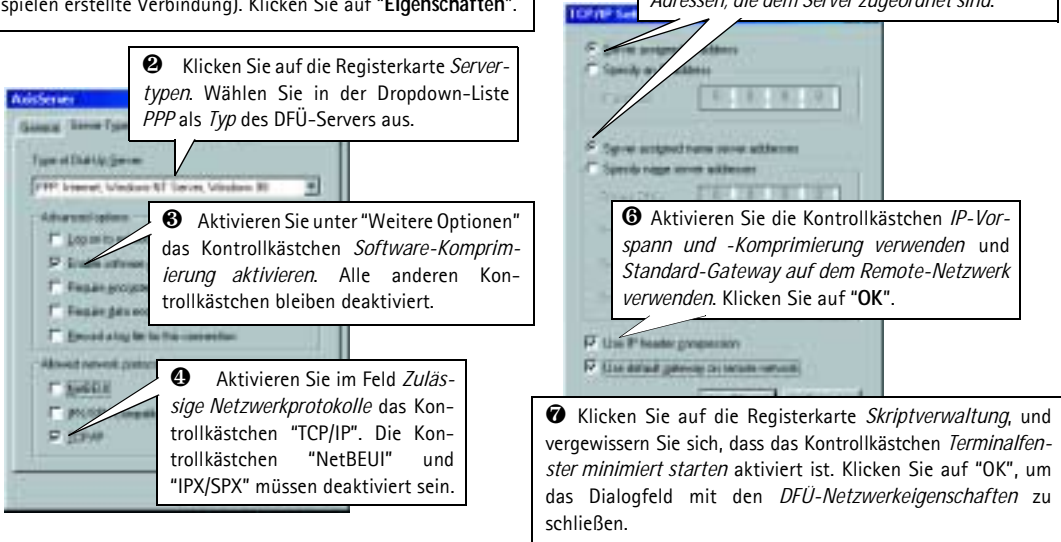 spielen erstellte Verbindung). Klicken Sie auf "Eigenschaften".
❷ Klicken Sie auf die Registerkarte Server-
typen. Wählen Sie in der Dropdown-Liste
PPP als Typ des DFÜ-Servers aus.
AxisServer
General
Type of Dial-Up Server:
PPP: Internet, Windows NT Server, Windows 98
Advanced options
❸ Aktivieren Sie unter "Weitere Optionen"
das Kontrollkästchen Software-Komprim-
ierung aktivieren. Alle anderen Kon-
trollkästchen bleiben deaktiviert.
Record a log file for this connection
❹ Aktivieren Sie im Feld Zuläs-
sige Netzwerkprotokolle das Kon-
trollkästchen "TCP/IP". Die Kon-
trollkästchen "NetBEUI" und
"IPX/SPX" müssen deaktiviert sein.
NetBEUI
TCP/IP
Adressen, die dem Server zugeordnet sind.
TCP/IP
Server assigned name server addresses
Specify name server addresses
❻ Aktivieren Sie die Kontrollkästchen IP-Vor-
spann und -Komprimierung verwenden und
Standard-Gateway auf dem Remote-Netzwerk
verwenden. Klicken Sie auf "OK".
Use IP header compression
Use default gateway on remote network
❼ Klicken Sie auf die Registerkarte Skriptverwaltung, und
vergewissern Sie sich, dass das Kontrollkästchen Terminalfen-
ster minimiert starten aktiviert ist. Klicken Sie auf "OK", um
das Dialogfeld mit den DFÜ-Netzwerkeigenschaften zu
schließen.